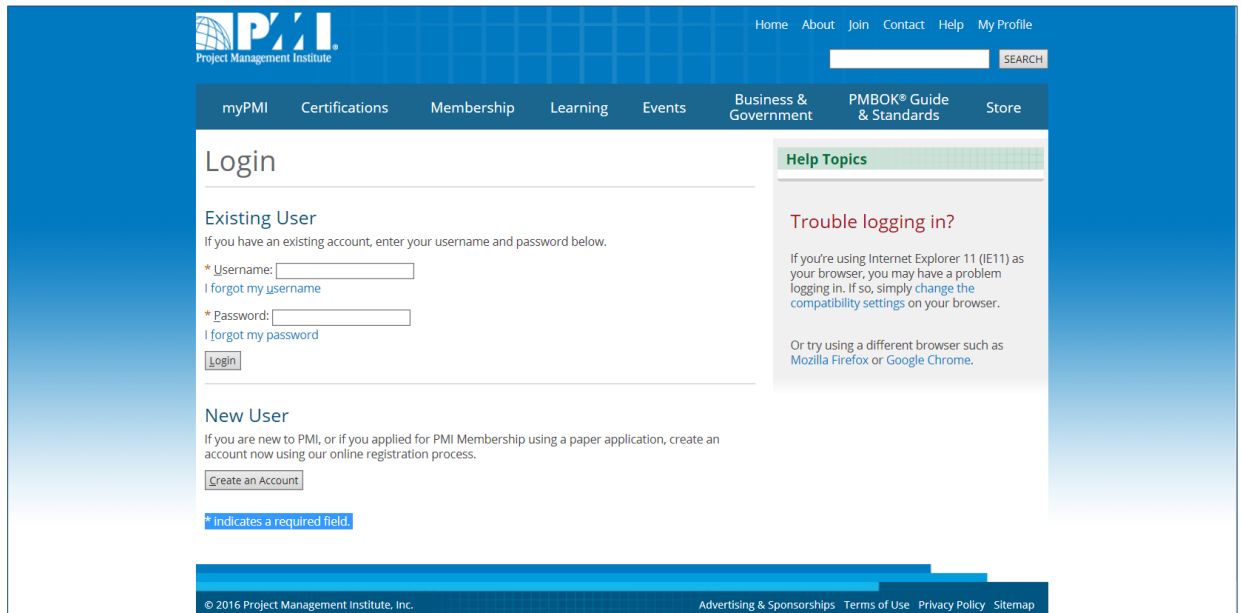 PMI®
Project Management Institute
Home About Join Contact Help My Profile
SEARCH
myPMI Certifications Membership Learning Events Business & Government PMBOK® Guide & Standards Store
Login
Existing User
If you have an existing account, enter your username and password below.
* Username:
I forgot my username
* Password:
I forgot my password
Login
New User
If you are new to PMI, or if you applied for PMI Membership using a paper application, create an
account now using our online registration process.
Create an Account
* indicates a required field.
Help Topics
Trouble logging in?
If you're using Internet Explorer 11 (IE11) as
your browser, you may have a problem
logging in. If so, simply change the
compatibility settings on your browser.
Or try using a different browser such as
Mozilla Firefox or Google Chrome.
© 2016 Project Management Institute, Inc.
Advertising & Sponsorships Terms of Use Privacy Policy Sitemap